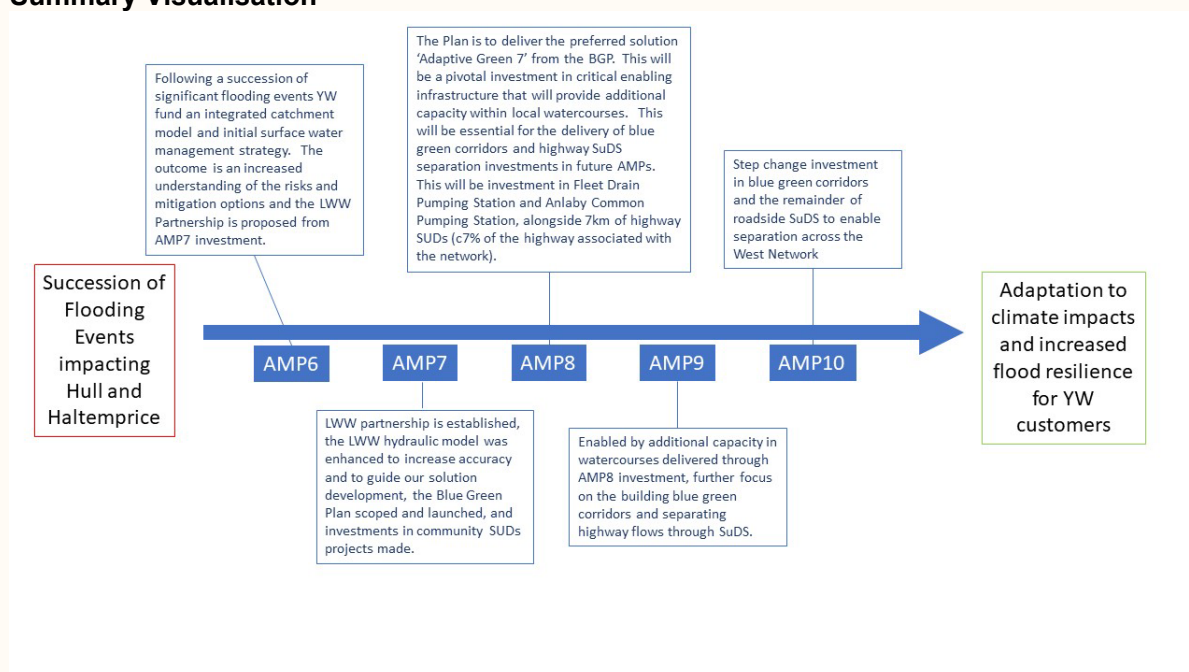 Summary Visualisation
Following a succession of
significant flooding events YW
fund an integrated catchment
model and initial surface water
management strategy. The
outcome is an increased
understanding of the risks and
mitigation options and the LWW
Partnership is proposed from
AMP7 investment.
The Plan is to deliver the preferred solution
‘Adaptive Green 7’ from the BGP. This will
be a pivotal investment in critical enabling
infrastructure that will provide additional
capacity within local watercourses. This
will be essential for the delivery of blue
green corridors and highway SuDS
separation investments in future AMPs.
This will be investment in Fleet Drain
Pumping Station and Anlaby Common
Pumping Station, alongside 7km of highway
SUDs (c7% of the highway associated with
the network).
Step change investment
in blue green corridors
and the remainder of
roadside SuDS to enable
separation across the
West Network
Succession of
Flooding
Events
impacting
Hull and
Haltemprice
AMP6
AMP7
AMP8
AMP9
AMP10
Adaptation to
climate impacts
and increased
flood resilience
for YW
customers
LWW partnership is established,
the LWW hydraulic model was
enhanced to increase accuracy
and to guide our solution
development, the Blue Green
Plan scoped and launched, and
investments in community SUDs
projects made.
Enabled by additional capacity in
watercourses delivered through
AMP8 investment, further focus
on the building blue green
corridors and separating
highway flows through SuDS.